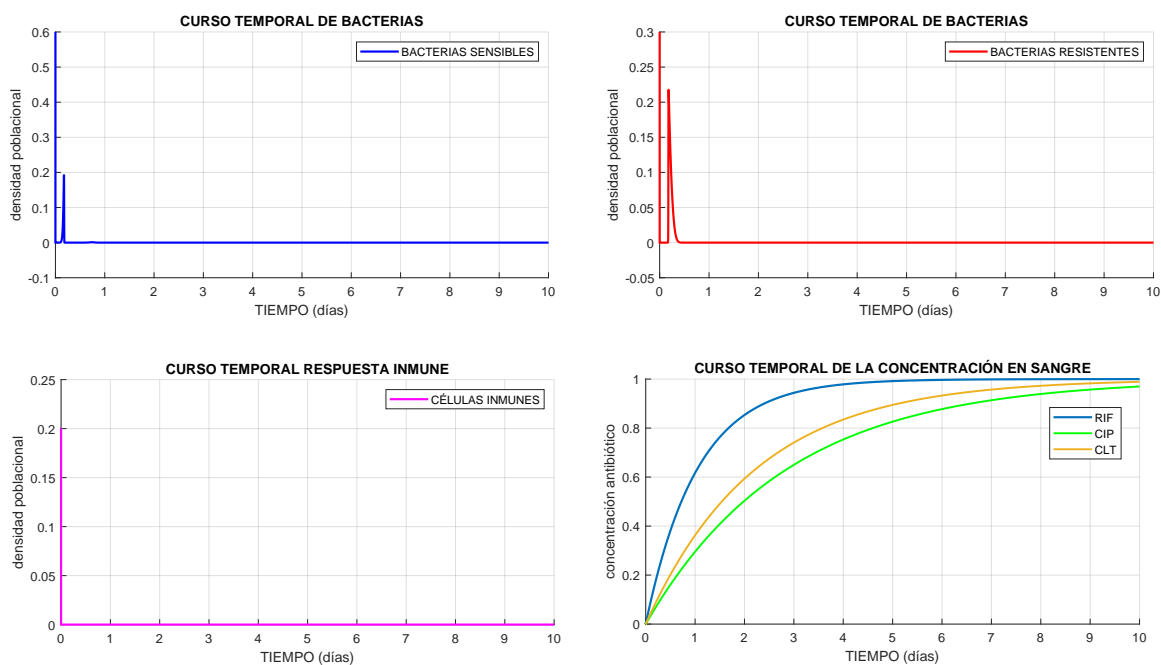 CURSO TEMPORAL DE BACTERIAS
BACTERIAS SENSIBLES
0.6
0.5
0.4
0.3
0.2
0.1
0
-0.1
densidad poblacional
0 1 2 3 4 5 6 7 8 9 10
TIEMPO (días)
CURSO TEMPORAL DE BACTERIAS
BACTERIAS RESISTENTES
0.3
0.25
0.2
0.15
0.1
0.05
0
-0.05
densidad poblacional
0 1 2 3 4 5 6 7 8 9 10
TIEMPO (días)
CURSO TEMPORAL RESPUESTA INMUNE
CÉLULAS INMUNES
0.25
0.2
0.15
0.1
0.05
0
densidad poblacional
0 1 2 3 4 5 6 7 8 9 10
TIEMPO (días)
CURSO TEMPORAL DE LA CONCENTRACIÓN EN SANGRE
RIF
CIP
CLT
1
0.8
0.6
0.4
0.2
0
concentración antibiótico
0 1 2 3 4 5 6 7 8 9 10
TIEMPO (días)